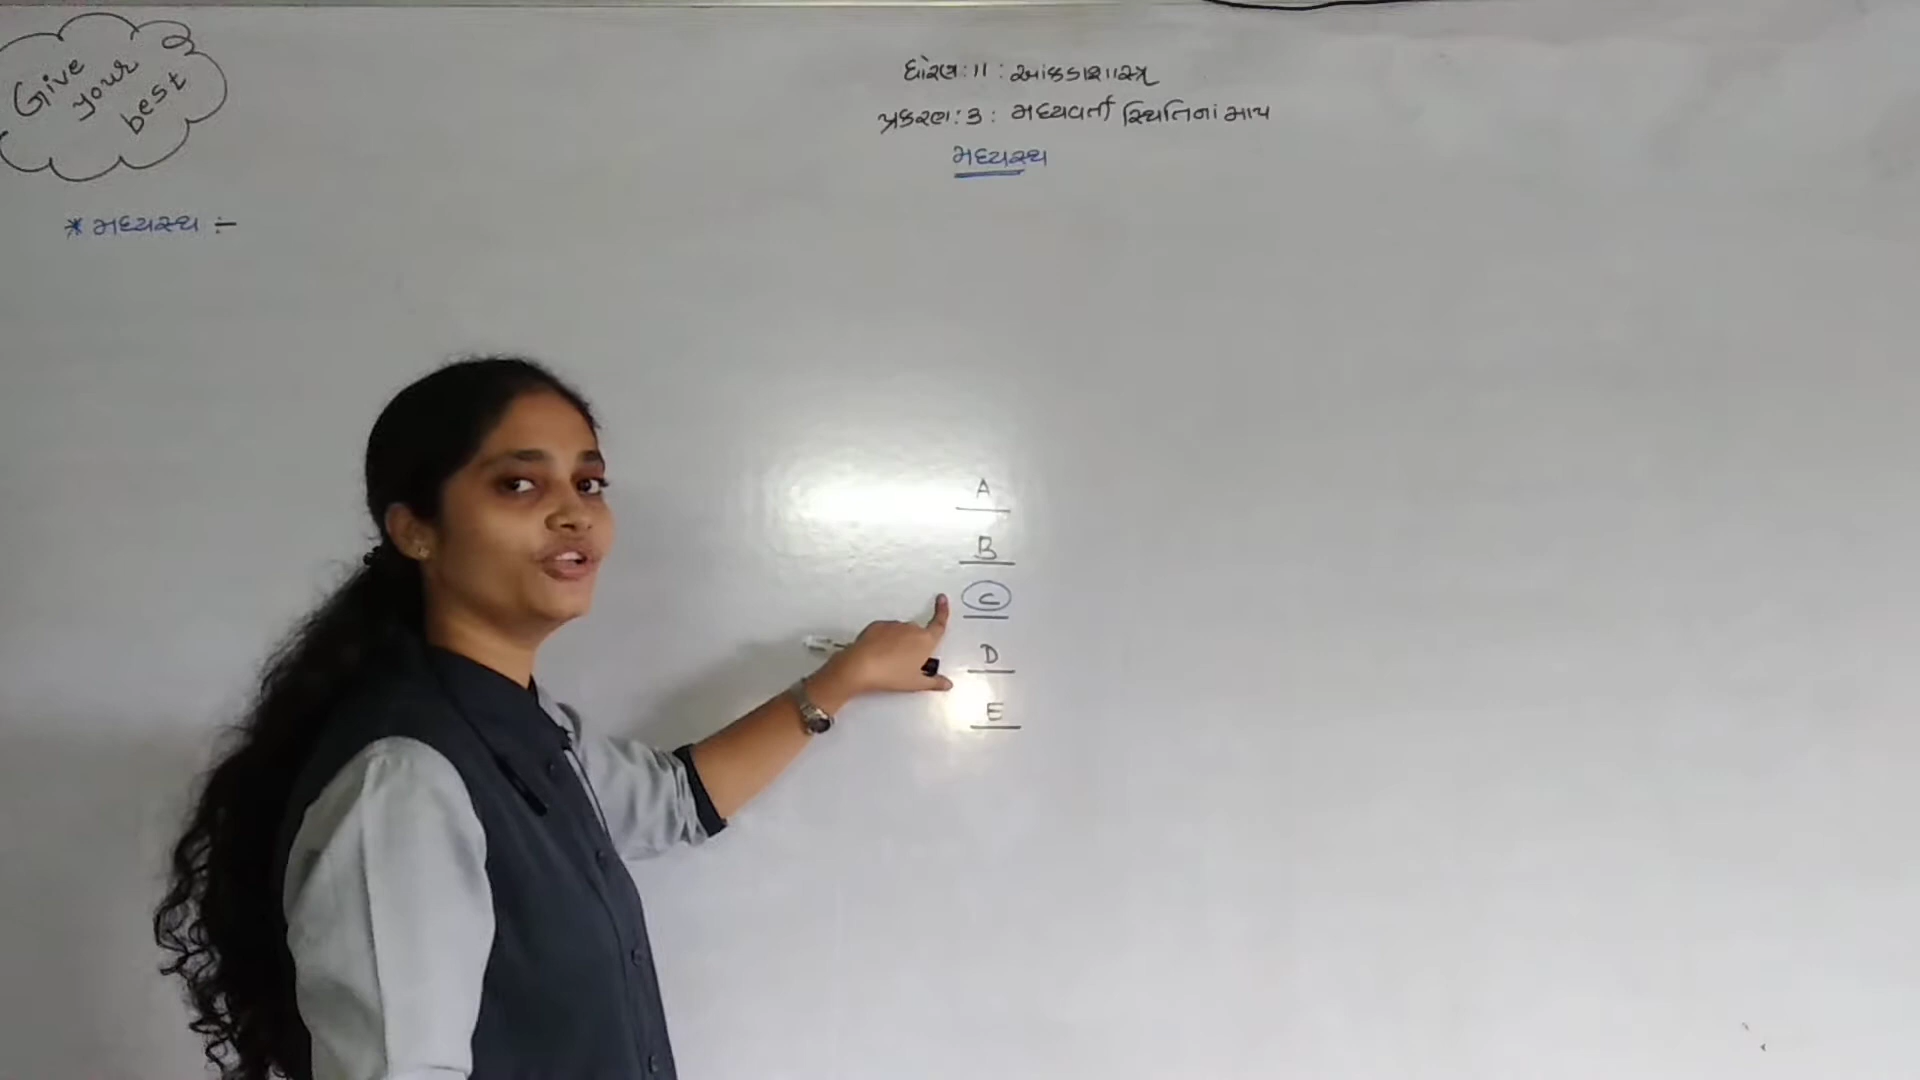 Give
your
best
ધોરણ : 11 : આંકડાશાસ્ત્ર
પ્રકરણ : 3 : મધ્યવર્તી સ્થિતિનાં માપ
મધ્યસ્થ
* મધ્યસ્થ :-
A
B
C
D
E